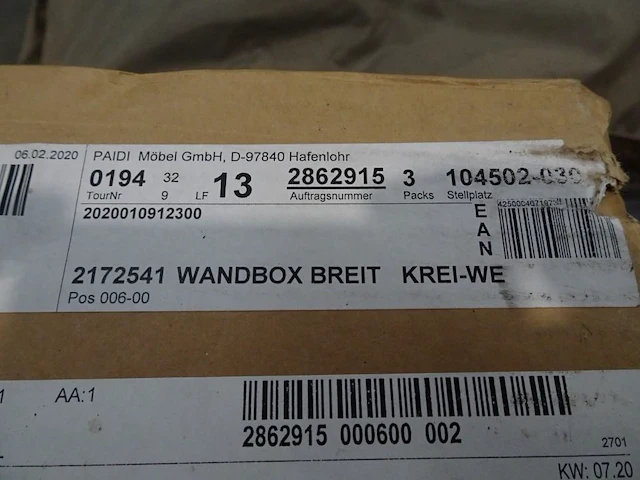 06.02.2020
PAIDI Möbel GmbH, D-97840 Hafenlohr
0194 32 LF 13 2862915 3 104502-030
TourNr 9 Auftragsnummer Packs Stellplatz
2020010912300
EAN
2172541 WANDBOX BREIT KREI-WE
Pos 006-00
AA:1
2862915 000600 002
2701
KW: 07.20